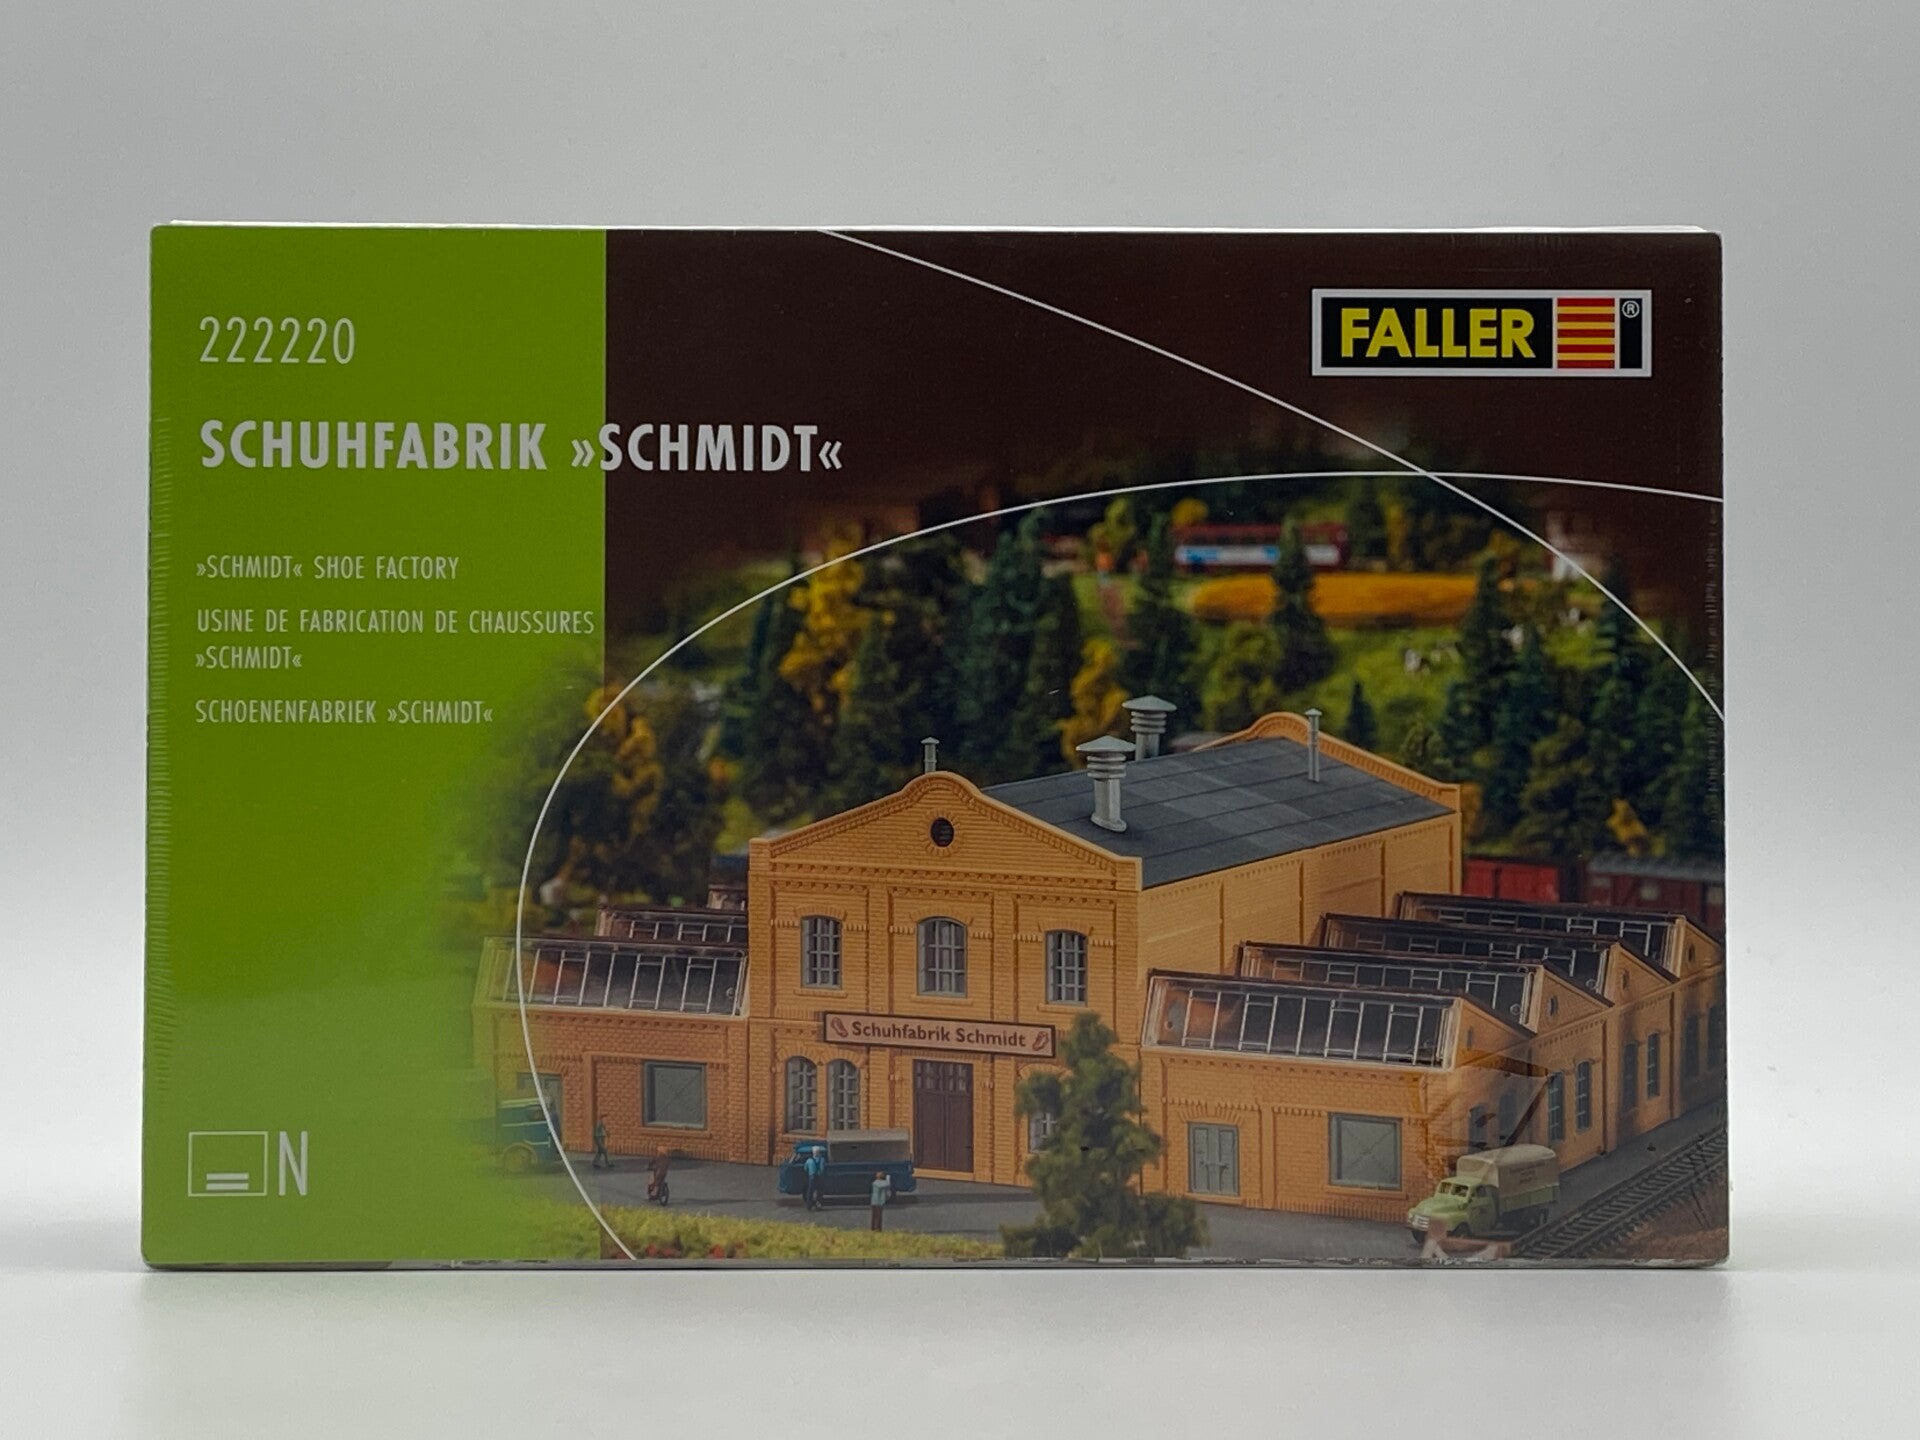 222220
FALLER ®
SCHUHFABRIK »SCHMIDT«
»SCHMIDT« SHOE FACTORY
USINE DE FABRICATION DE CHAUSSURES
»SCHMIDT«
SCHOENENFABRIEK »SCHMIDT«
Schuhfabrik Schmidt
N